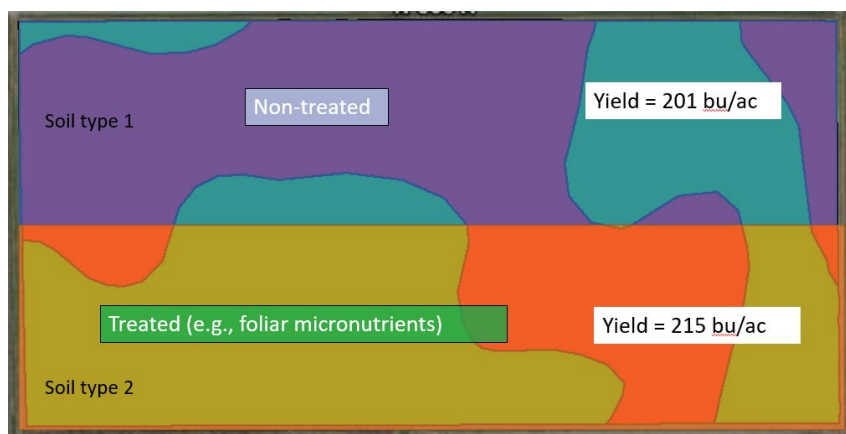 Non-treated
Yield = 201 bu/ac
Soil type 1
Treated (e.g., foliar micronutrients)
Yield = 215 bu/ac
Soil type 2